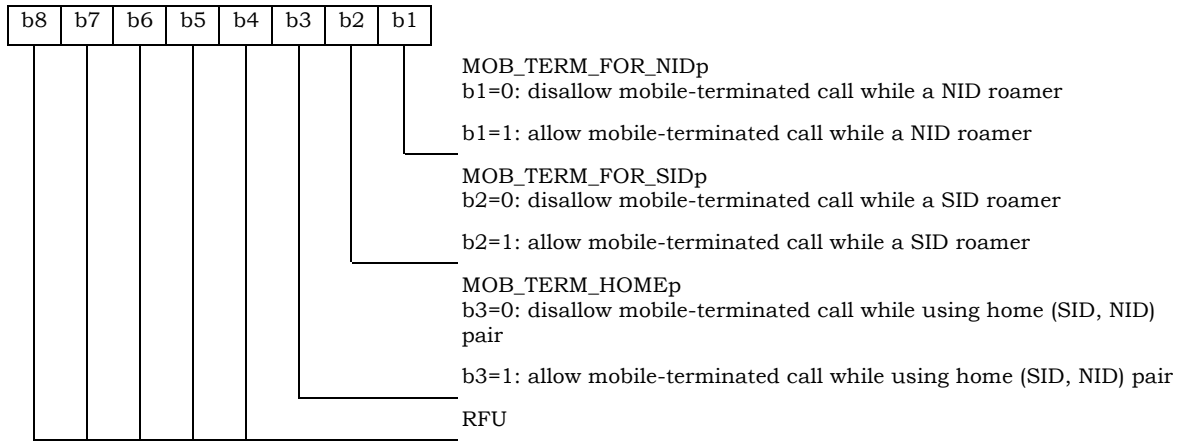 b8 b7 b6 b5 b4 b3 b2 b1
MOB_TERM_FOR_NIDp
b1=0: disallow mobile-terminated call while a NID roamer
b1=1: allow mobile-terminated call while a NID roamer
MOB_TERM_FOR_SIDp
b2=0: disallow mobile-terminated call while a SID roamer
b2=1: allow mobile-terminated call while a SID roamer
MOB_TERM_HOMEp
b3=0: disallow mobile-terminated call while using home (SID, NID)
pair
b3=1: allow mobile-terminated call while using home (SID, NID) pair
RFU